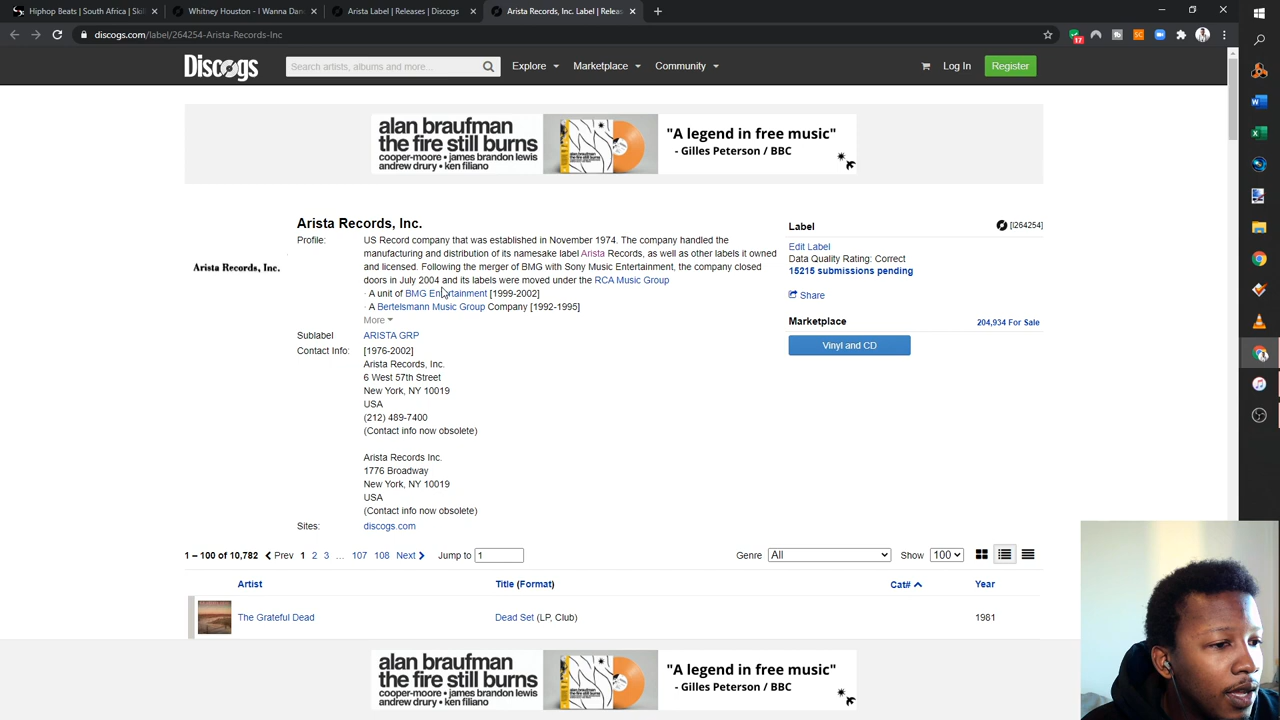 Hiphop Beats | South Africa | Skil
Whitney Houston - I Wanna Danc
Arista Label | Releases | Discogs
Arista Records, Inc. Label | Releas
discogs.com/label/264254-Arista-Records-Inc
Discogs
Search artists, albums and more...
Explore
Marketplace
Community
Log In
Register
alan braufman
the fire still burns
cooper-moore • james brandon lewis
andrew drury • ken filiano
"A legend in free music"
- Gilles Peterson / BBC
Arista Records, Inc.
Arista Records, Inc.
Profile:
US Record company that was established in November 1974. The company handled the
manufacturing and distribution of its namesake label Arista Records, as well as other labels it owned
and licensed. Following the merger of BMG with Sony Music Entertainment, the company closed
doors in July 2004 and its labels were moved under the RCA Music Group
- A unit of BMG Entertainment [1999-2002]
- A Bertelsmann Music Group Company [1992-1995]
More
Sublabel
ARISTA GRP
Contact Info:
[1976-2002]
Arista Records, Inc.
6 West 57th Street
New York, NY 10019
USA
(212) 489-7400
(Contact info now obsolete)
Arista Records Inc.
1776 Broadway
New York, NY 10019
USA
(Contact info now obsolete)
Sites:
discogs.com
Label
[l264254]
Edit Label
Data Quality Rating: Correct
15215 submissions pending
Share
Marketplace
204,934 For Sale
Vinyl and CD
1 – 100 of 10,782 Prev 1 2 3 ... 107 108 Next Jump to 1
Genre All Show 100
Artist
Title (Format)
Cat#
Year
The Grateful Dead
Dead Set (LP, Club)
1981
alan braufman
the fire still burns
cooper-moore • james brandon lewis
andrew drury • ken filiano
"A legend in free music"
- Gilles Peterson / BBC